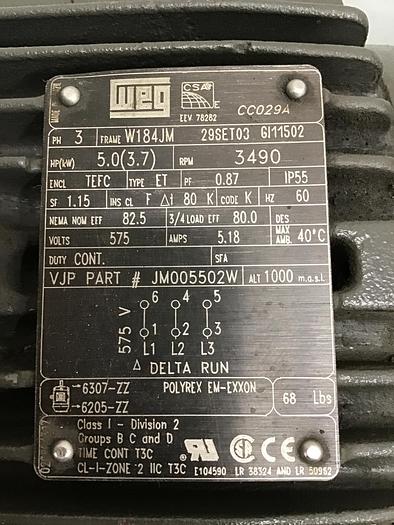 WEG CSA E
EEV 78282 CC029A
PH 3 FRAME W184JM 29SET03 GI11502
HP(kW) 5.0(3.7) RPM 3490
ENCL TEFC TYPE ET PF 0.87 IP55
SF 1.15 INS CL F Δt 80 K CODE K HZ 60
NEMA NOM EFF 82.5 3/4 LOAD EFF 80.0 DES
VOLTS 575 AMPS 5.18 MAX AMB. 40°C
DUTY CONT. SFA
VJP PART # JM005502W ALT 1000 m.a.s.l.
6 4 5
575 V
1 2 3
L1 L2 L3
Δ DELTA RUN
6307-ZZ POLYREX EM-EXXON 68 Lbs
6205-ZZ
Class I - Division 2
Groups B C and D
TIME CONT T3C
CL-I-ZONE 2 IIC T3C E104590 LR 38324 AND LR 50962